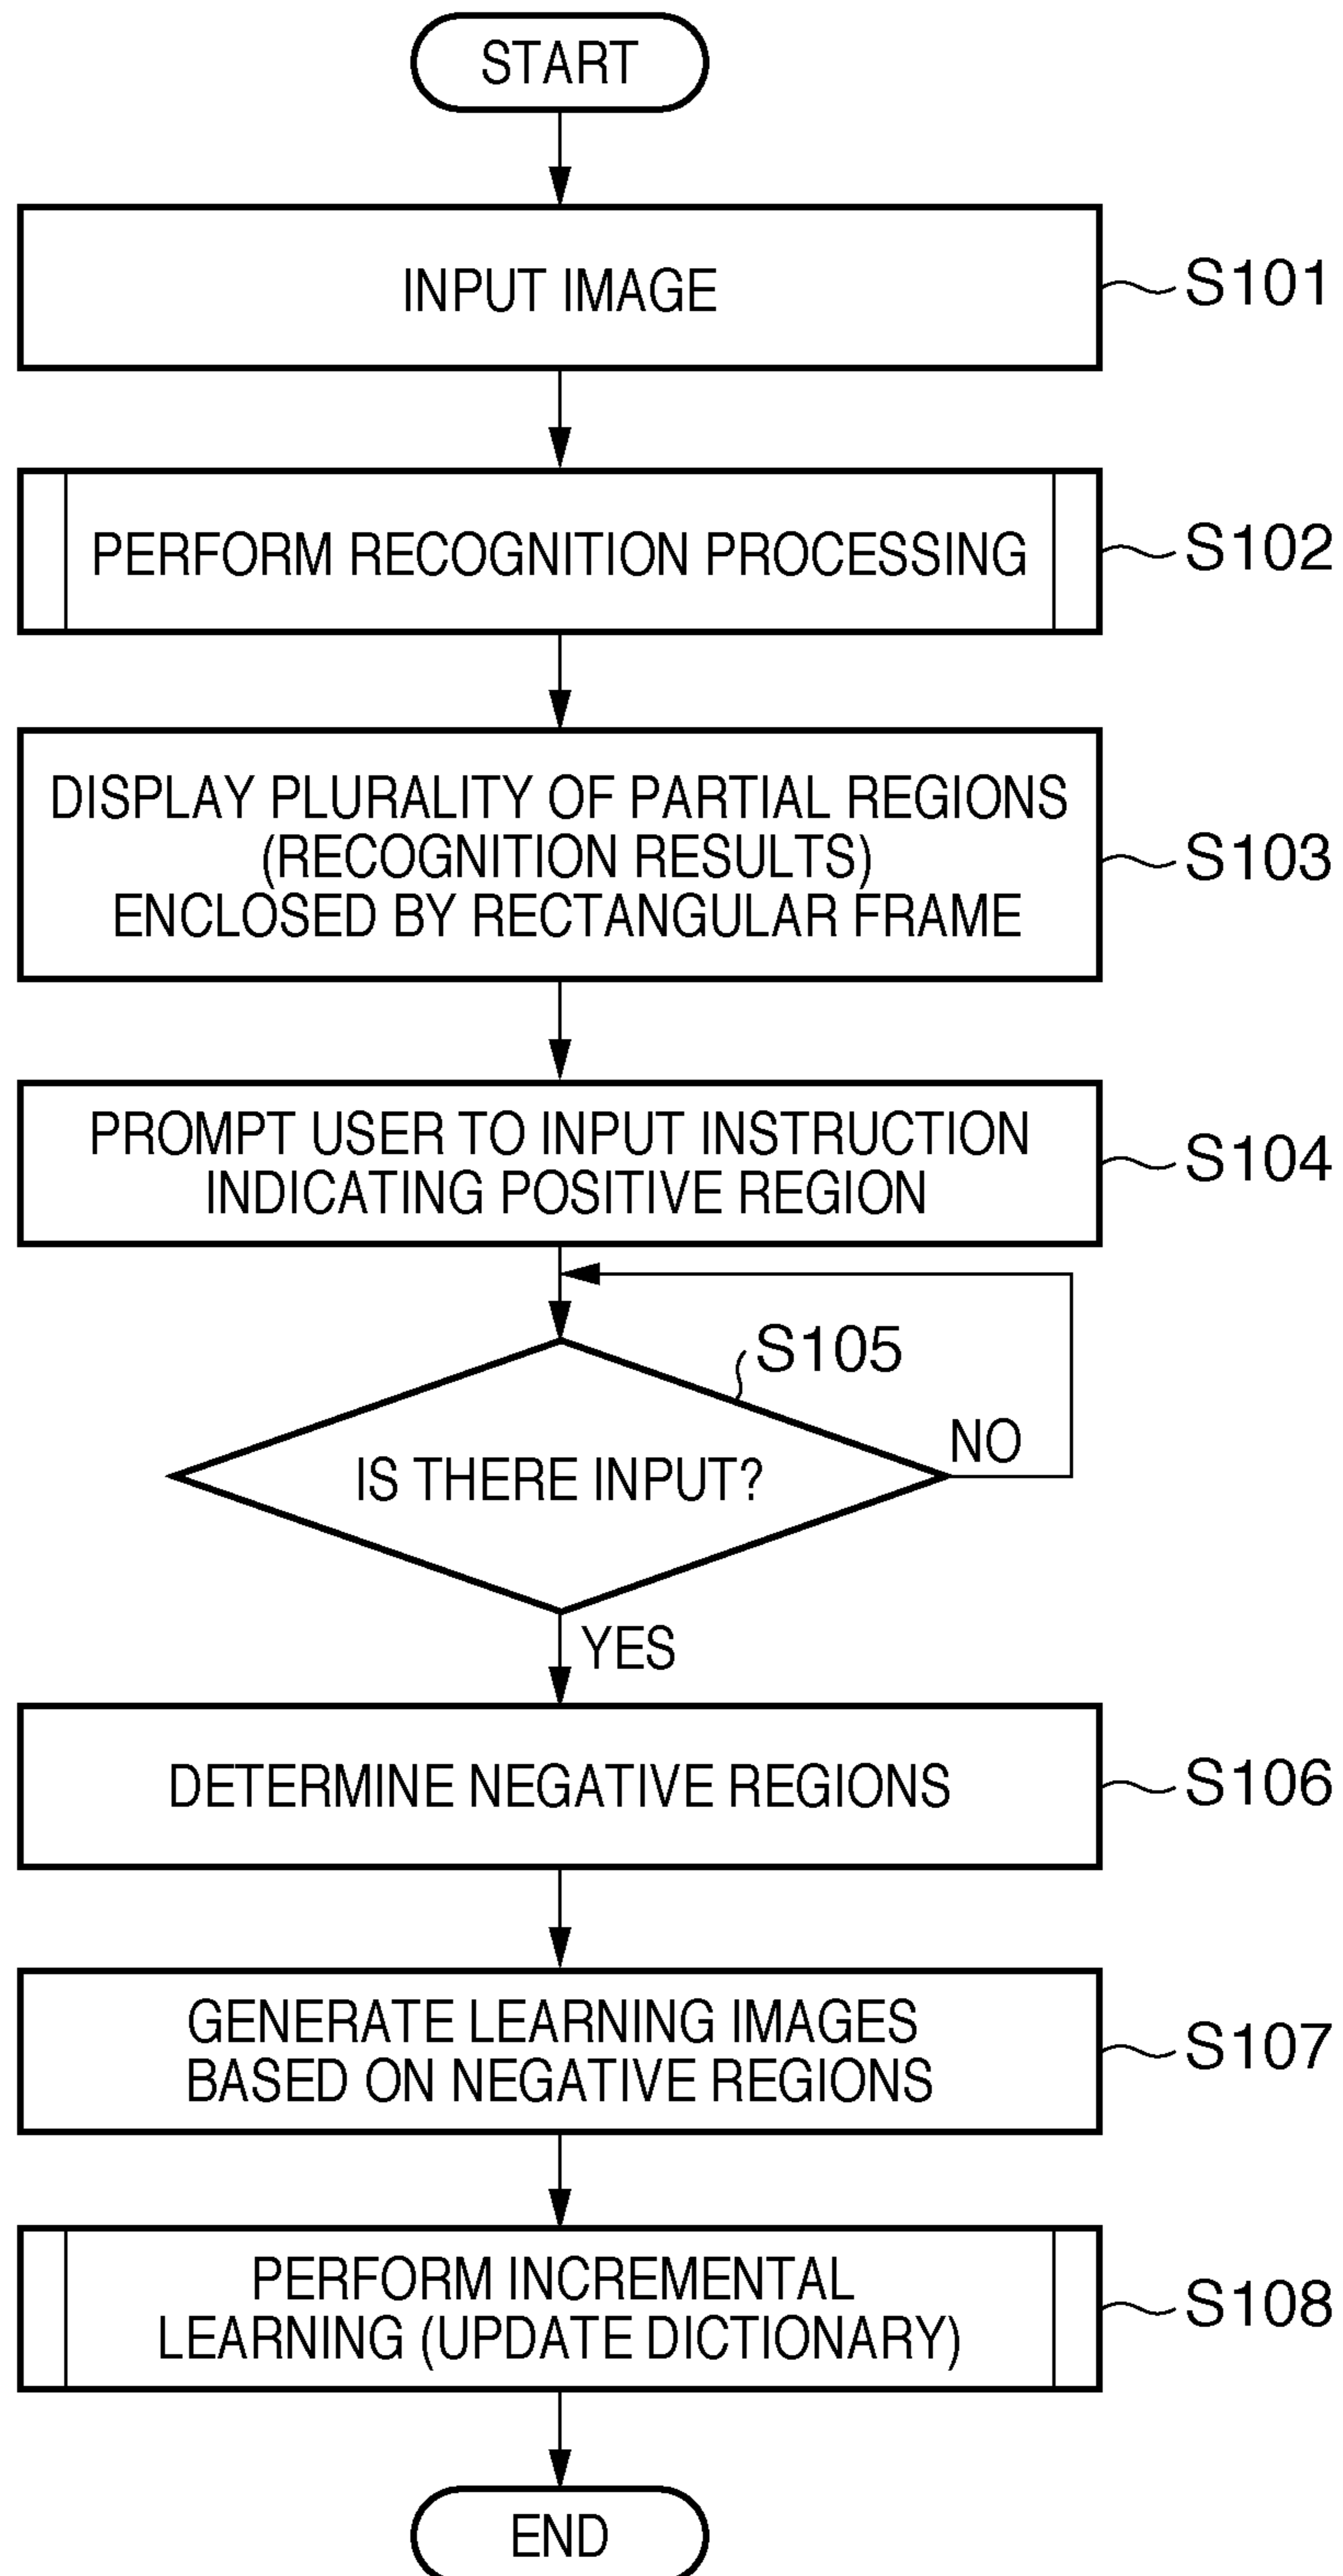 START
INPUT IMAGE
S101
PERFORM RECOGNITION PROCESSING
S102
DISPLAY PLURALITY OF PARTIAL REGIONS
(RECOGNITION RESULTS)
ENCLOSED BY RECTANGULAR FRAME
S103
PROMPT USER TO INPUT INSTRUCTION
INDICATING POSITIVE REGION
S104
S105
IS THERE INPUT?
NO
YES
DETERMINE NEGATIVE REGIONS
S106
GENERATE LEARNING IMAGES
BASED ON NEGATIVE REGIONS
S107
PERFORM INCREMENTAL
LEARNING (UPDATE DICTIONARY)
S108
END